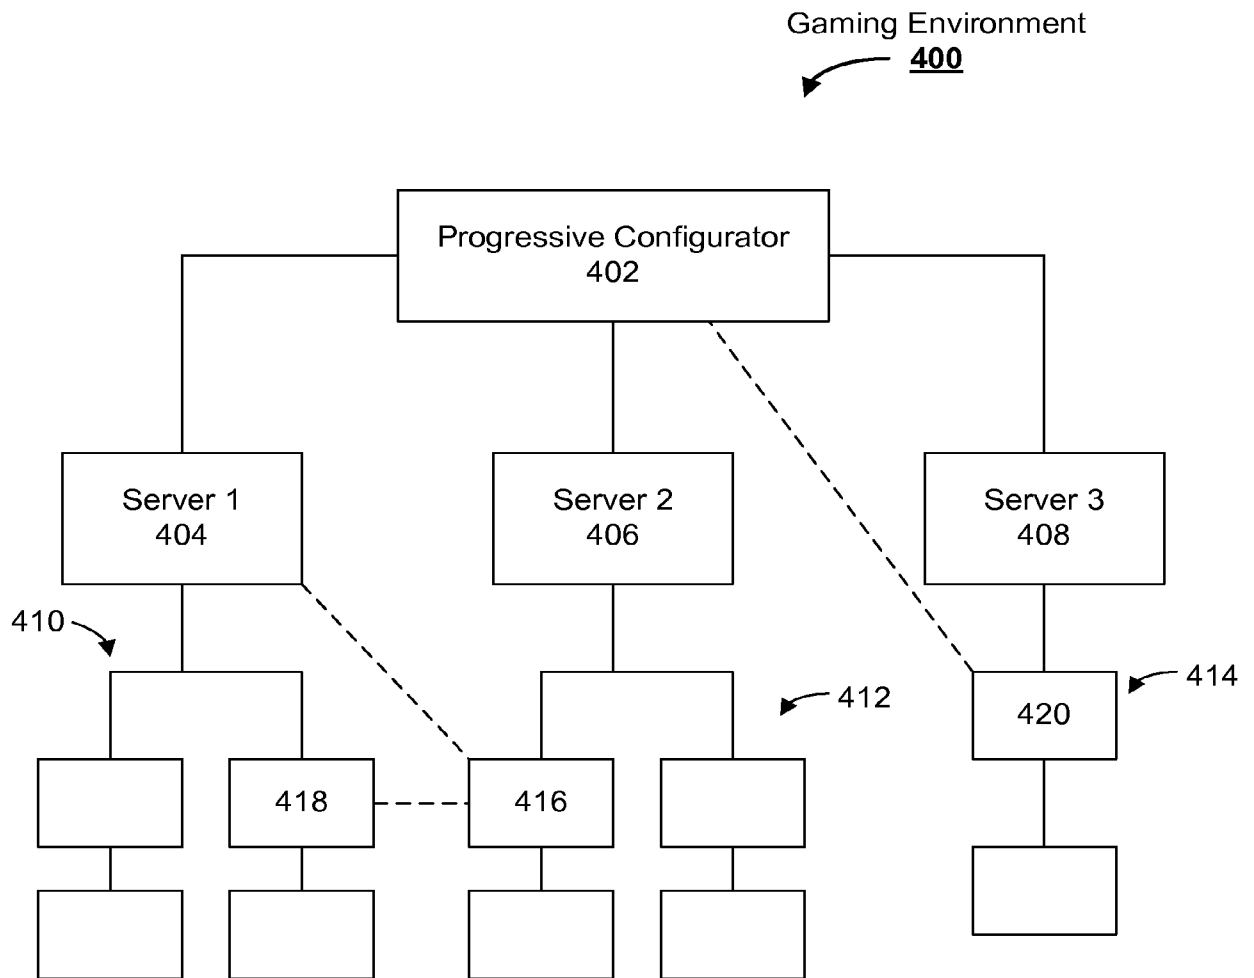 Gaming Environment
400
Progressive Configurator
402
Server 1
404
Server 2
406
Server 3
408
410
412
414
420
418
416